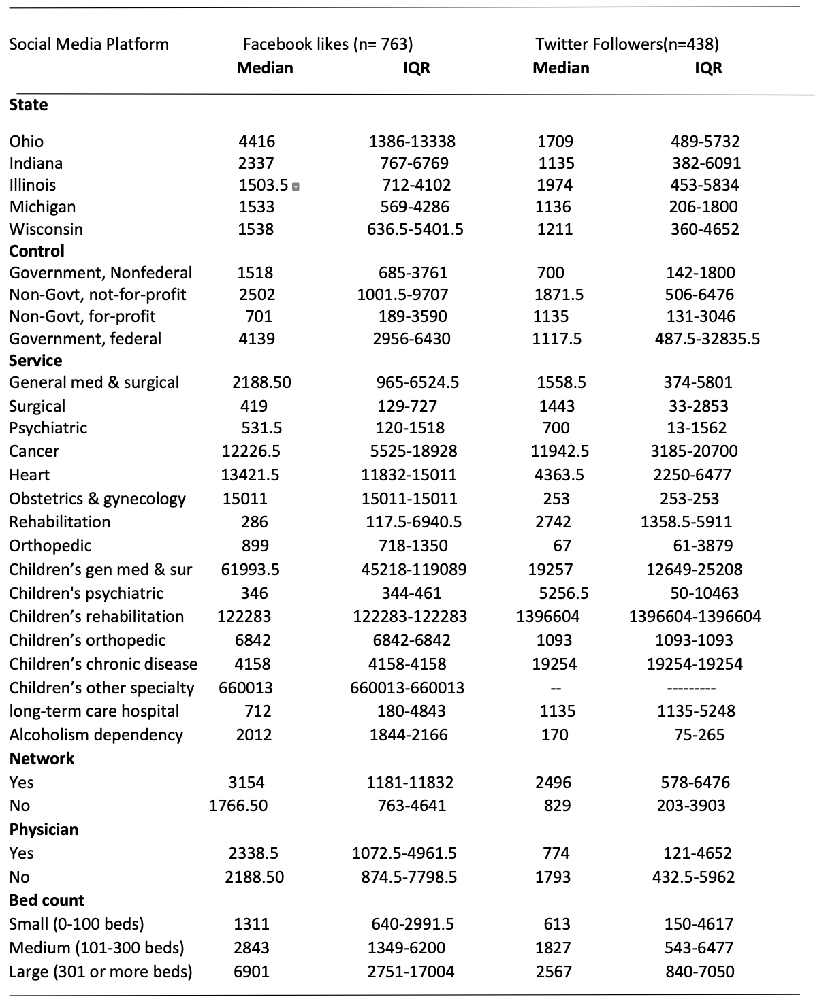 Social Media Platform Facebook likes (n= 763) Twitter Followers(n=438)
Median IQR Median IQR
State
Ohio 4416 1386-13338 1709 489-5732
Indiana 2337 767-6769 1135 382-6091
Illinois 1503.5 712-4102 1974 453-5834
Michigan 1533 569-4286 1136 206-1800
Wisconsin 1538 636.5-5401.5 1211 360-4652
Control
Government, Nonfederal 1518 685-3761 700 142-1800
Non-Govt, not-for-profit 2502 1001.5-9707 1871.5 506-6476
Non-Govt, for-profit 701 189-3590 1135 131-3046
Government, federal 4139 2956-6430 1117.5 487.5-32835.5
Service
General med & surgical 2188.50 965-6524.5 1558.5 374-5801
Surgical 419 129-727 1443 33-2853
Psychiatric 531.5 120-1518 700 13-1562
Cancer 12226.5 5525-18928 11942.5 3185-20700
Heart 13421.5 11832-15011 4363.5 2250-6477
Obstetrics & gynecology 15011 15011-15011 253 253-253
Rehabilitation 286 117.5-6940.5 2742 1358.5-5911
Orthopedic 899 718-1350 67 61-3879
Children’s gen med & sur 61993.5 45218-119089 19257 12649-25208
Children's psychiatric 346 344-461 5256.5 50-10463
Children’s rehabilitation 122283 122283-122283 1396604 1396604-1396604
Children’s orthopedic 6842 6842-6842 1093 1093-1093
Children’s chronic disease 4158 4158-4158 19254 19254-19254
Children’s other specialty 660013 660013-660013 -- ---------
long-term care hospital 712 180-4843 1135 1135-5248
Alcoholism dependency 2012 1844-2166 170 75-265
Network
Yes 3154 1181-11832 2496 578-6476
No 1766.50 763-4641 829 203-3903
Physician
Yes 2338.5 1072.5-4961.5 774 121-4652
No 2188.50 874.5-7798.5 1793 432.5-5962
Bed count
Small (0-100 beds) 1311 640-2991.5 613 150-4617
Medium (101-300 beds) 2843 1349-6200 1827 543-6477
Large (301 or more beds) 6901 2751-17004 2567 840-7050